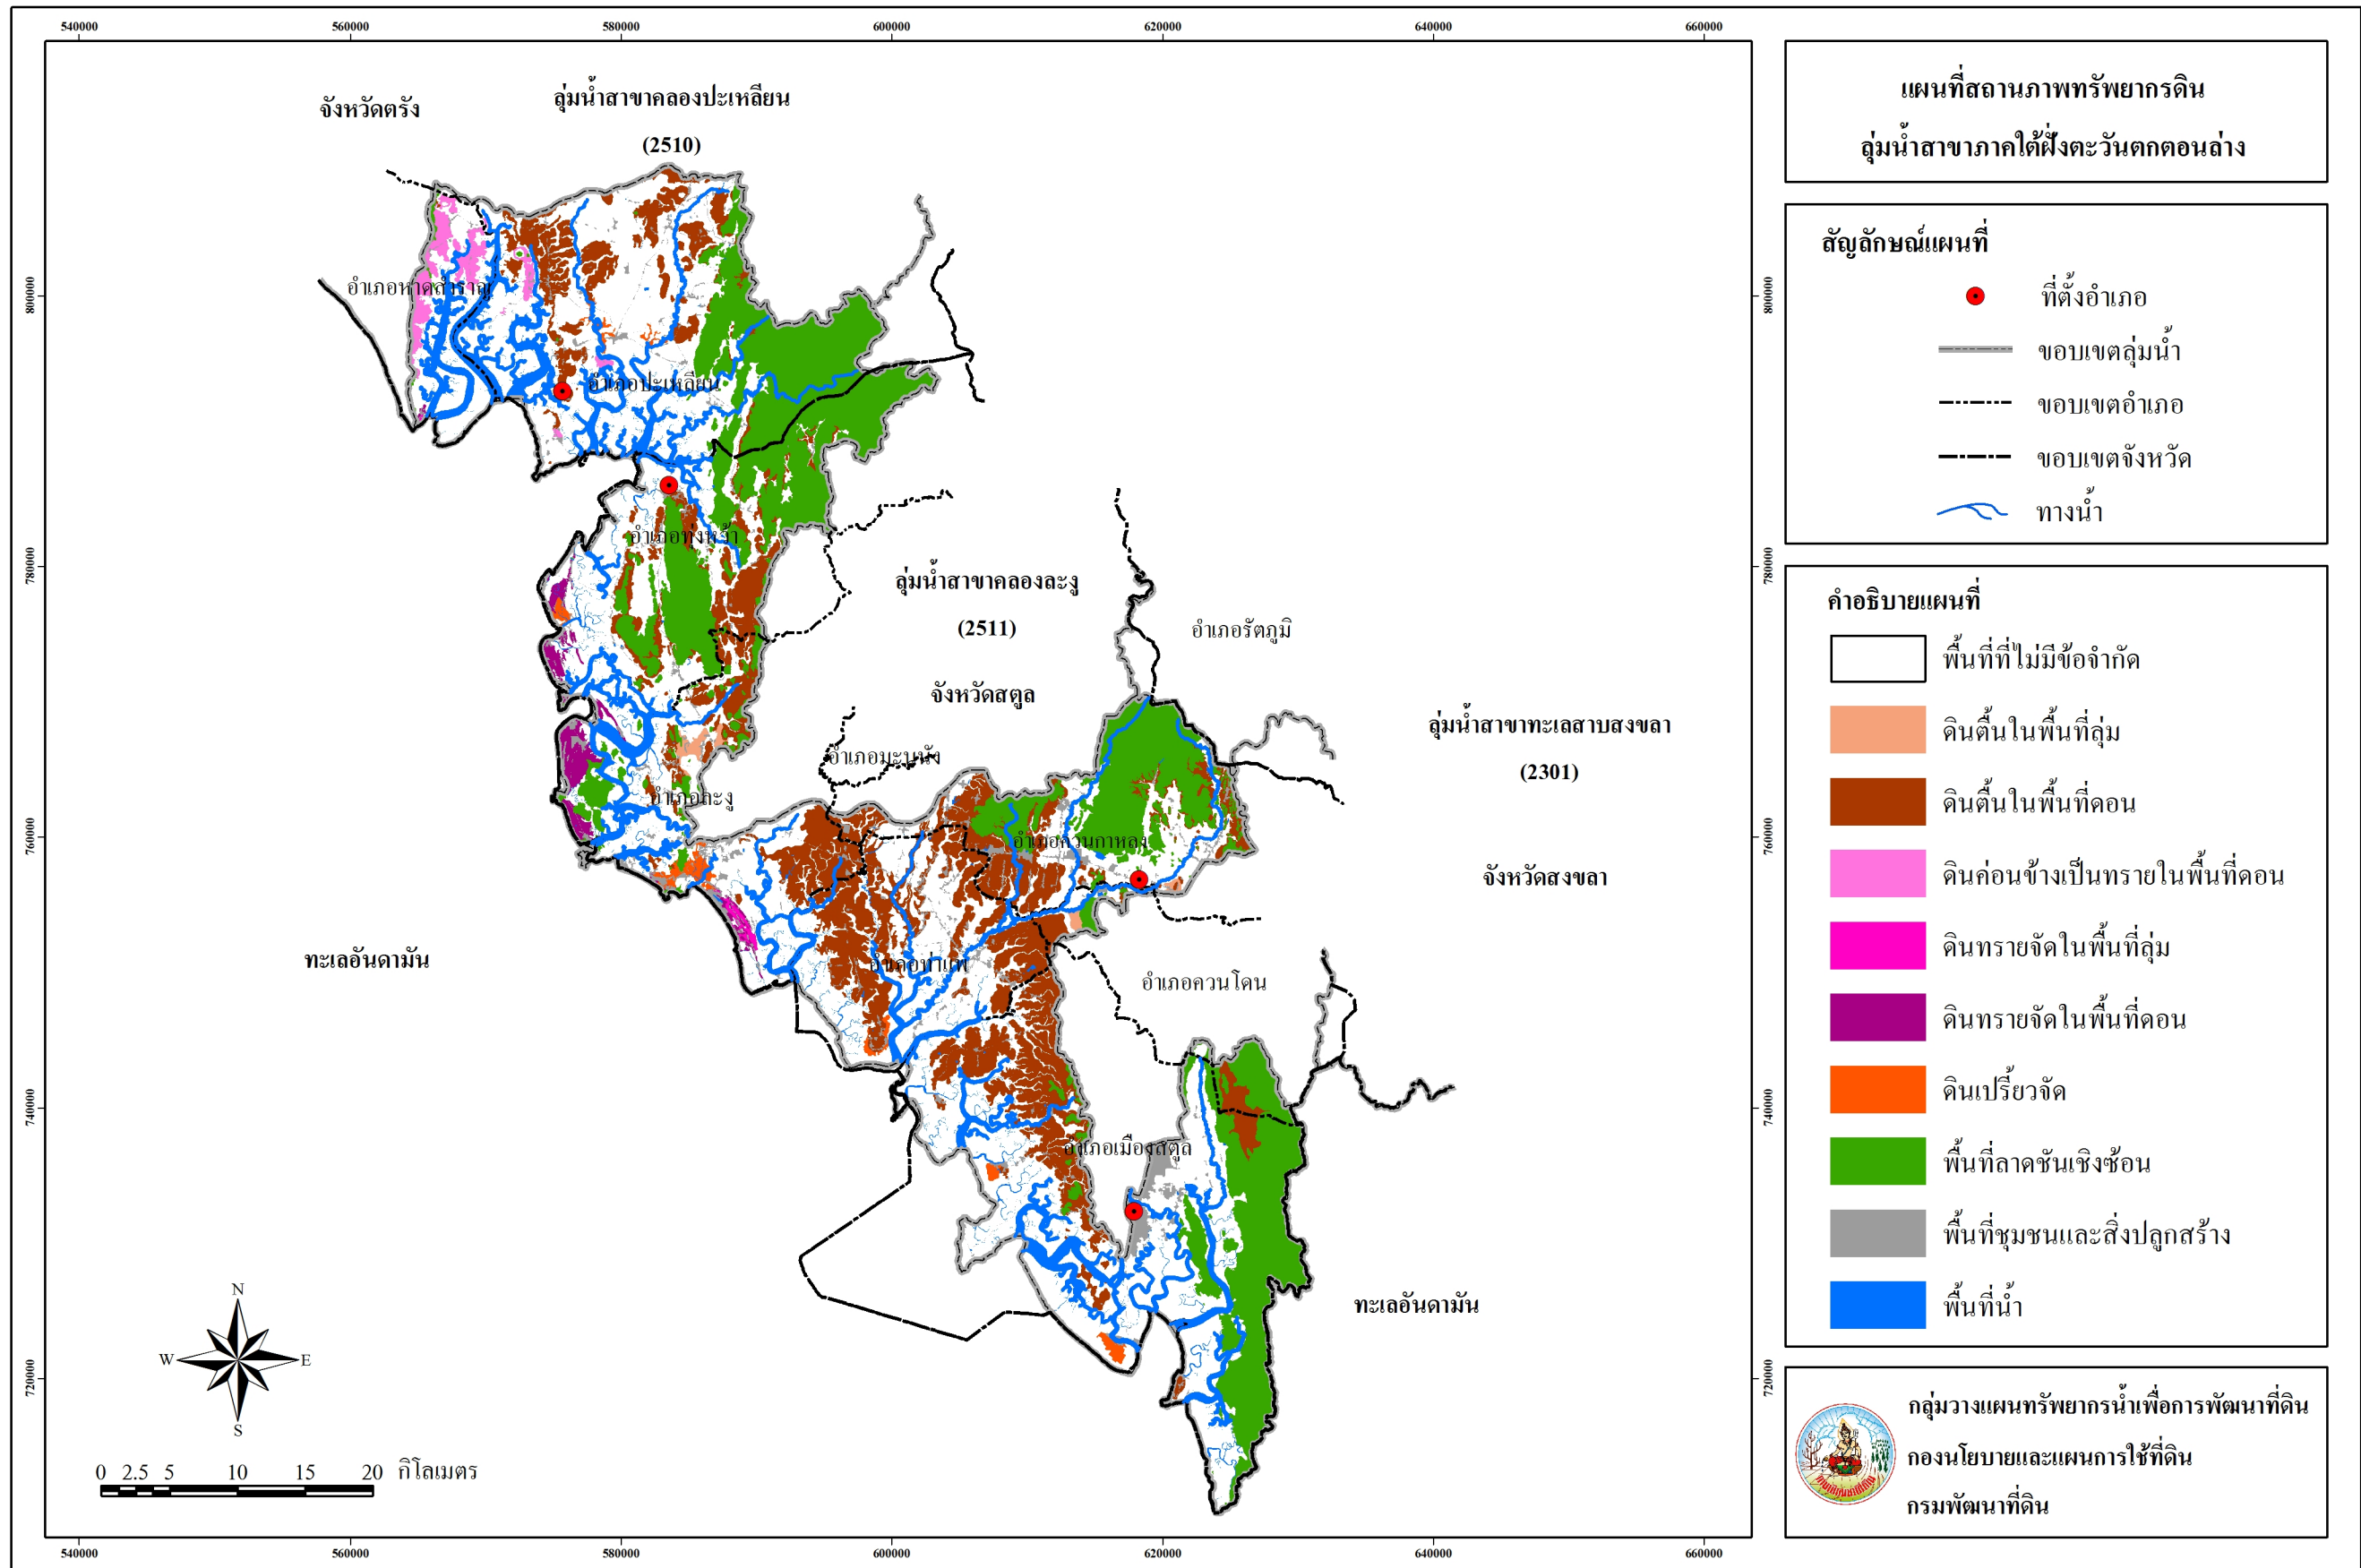 540000
560000
580000
600000
620000
640000
660000
จังหวัดตรัง
ลุ่มน้ำสาขาคลองปะเหลียน
(2510)
อำเภอหาดสำราญ
800000
800000
อำเภอปะเหลียน
อำเภอทุ่งหว้า
780000
780000
ลุ่มน้ำสาขาคลองละงู
(2511)
จังหวัดสตูล
อำเภอรัตภูมิ
ลุ่มน้ำสาขาทะเลสาบสงขลา
(2301)
อำเภอมะนัง
อำเภอละงู
760000
760000
อำเภอควนกาหลง
จังหวัดสงขลา
ทะเลอันดามัน
อำเภอท่าแพ
อำเภอควนโดน
740000
740000
อำเภอเมืองสตูล
ทะเลอันดามัน
720000
720000
N
W
E
S
0 2.5 5 10 15 20 กิโลเมตร
540000
560000
580000
600000
620000
640000
660000
แผนที่สถานภาพทรัพยากรดิน
ลุ่มน้ำสาขาภาคใต้ฝั่งตะวันตกตอนล่าง
สัญลักษณ์แผนที่
ที่ตั้งอำเภอ
ขอบเขตลุ่มน้ำ
ขอบเขตอำเภอ
ขอบเขตจังหวัด
ทางน้ำ
คำอธิบายแผนที่
พื้นที่ที่ไม่มีข้อจำกัด
ดินตื้นในพื้นที่ลุ่ม
ดินตื้นในพื้นที่ดอน
ดินค่อนข้างเป็นทรายในพื้นที่ดอน
ดินทรายจัดในพื้นที่ลุ่ม
ดินทรายจัดในพื้นที่ดอน
ดินเปรี้ยวจัด
พื้นที่ลาดชันเชิงซ้อน
พื้นที่ชุมชนและสิ่งปลูกสร้าง
พื้นที่น้ำ
กลุ่มวางแผนทรัพยากรน้ำเพื่อการพัฒนาที่ดิน
กองนโยบายและแผนการใช้ที่ดิน
กรมพัฒนาที่ดิน